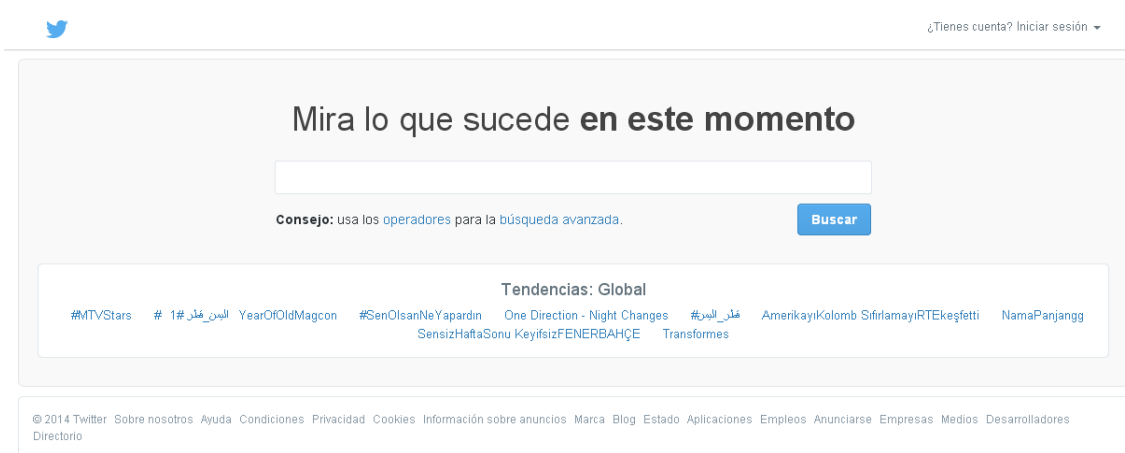 ¿Tienes cuenta? Iniciar sesión
Mira lo que sucede en este momento
Consejo: usa los operadores para la búsqueda avanzada.
Buscar
Tendencias: Global
#MTVStars # 1# اليمن_قطر YearOfOldMagcon #SenOlsanNeYapardın One Direction - Night Changes #قطر_اليمن AmerikayıKolomb SıfırlamayıRTEkeşfetti NamaPanjangg
SensizHaftaSonu KeyifsizFENERBAHÇE Transformes
© 2014 Twitter Sobre nosotros Ayuda Condiciones Privacidad Cookies Información sobre anuncios Marca Blog Estado Aplicaciones Empleos Anunciarse Empresas Medios Desarrolladores
Directorio